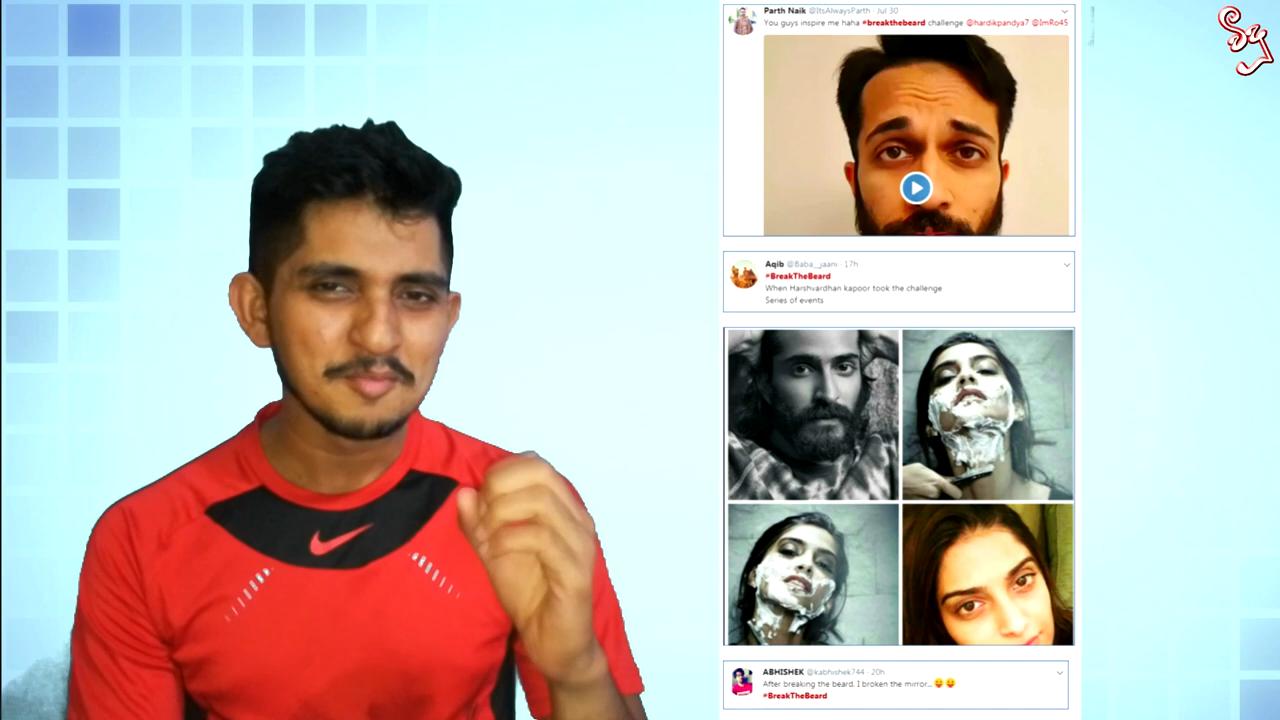 Sy
Parth Naik @ItsAlwaysParth · Jul 30
You guys inspire me haha #breakthebeard challenge @hardikpandya7 @ImRo45
Aqib @Baba__jaani · 17h
#BreakTheBeard
When Harshvardhan kapoor took the challenge
Series of events
ABHISHEK @kabhishek744 · 20h
After breaking the beard. I broken the mirror... 😝 😝
#BreakTheBeard